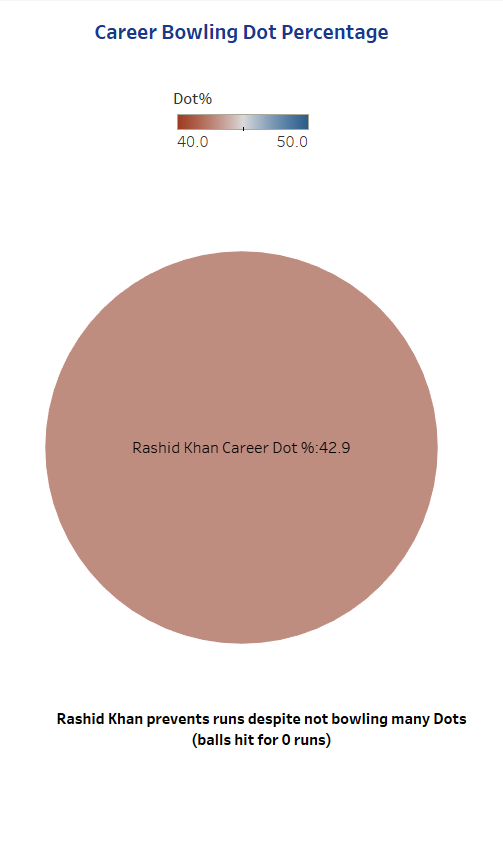 Career Bowling Dot Percentage
Dot%
40.0 50.0
Rashid Khan Career Dot %:42.9
Rashid Khan prevents runs despite not bowling many Dots
(balls hit for 0 runs)